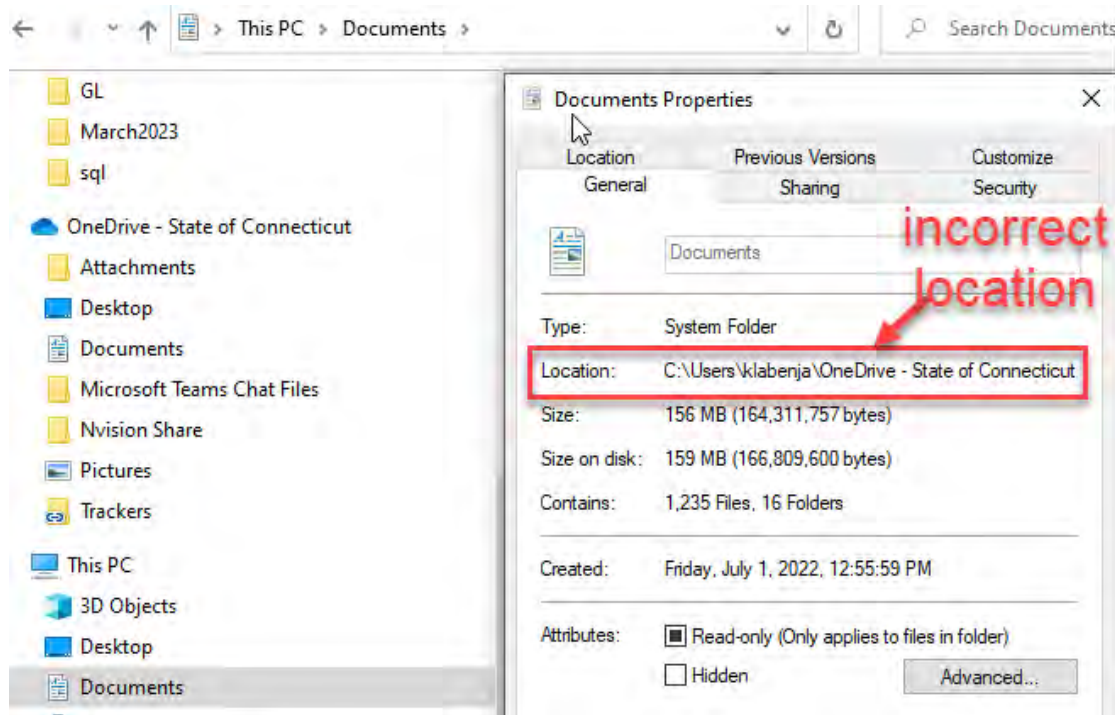 This PC > Documents >
Search Documents
GL
March2023
sql
OneDrive - State of Connecticut
Attachments
Desktop
Documents
Microsoft Teams Chat Files
Nvision Share
Pictures
Trackers
This PC
3D Objects
Desktop
Documents
Documents Properties
Location Previous Versions Customize
General Sharing Security
incorrect
location
Documents
Type: System Folder
Location: C:\Users\klabenja\OneDrive - State of Connecticut
Size: 156 MB (164,311,757 bytes)
Size on disk: 159 MB (166,809,600 bytes)
Contains: 1,235 Files, 16 Folders
Created: Friday, July 1, 2022, 12:55:59 PM
Attributes: Read-only (Only applies to files in folder)
Hidden Advanced...